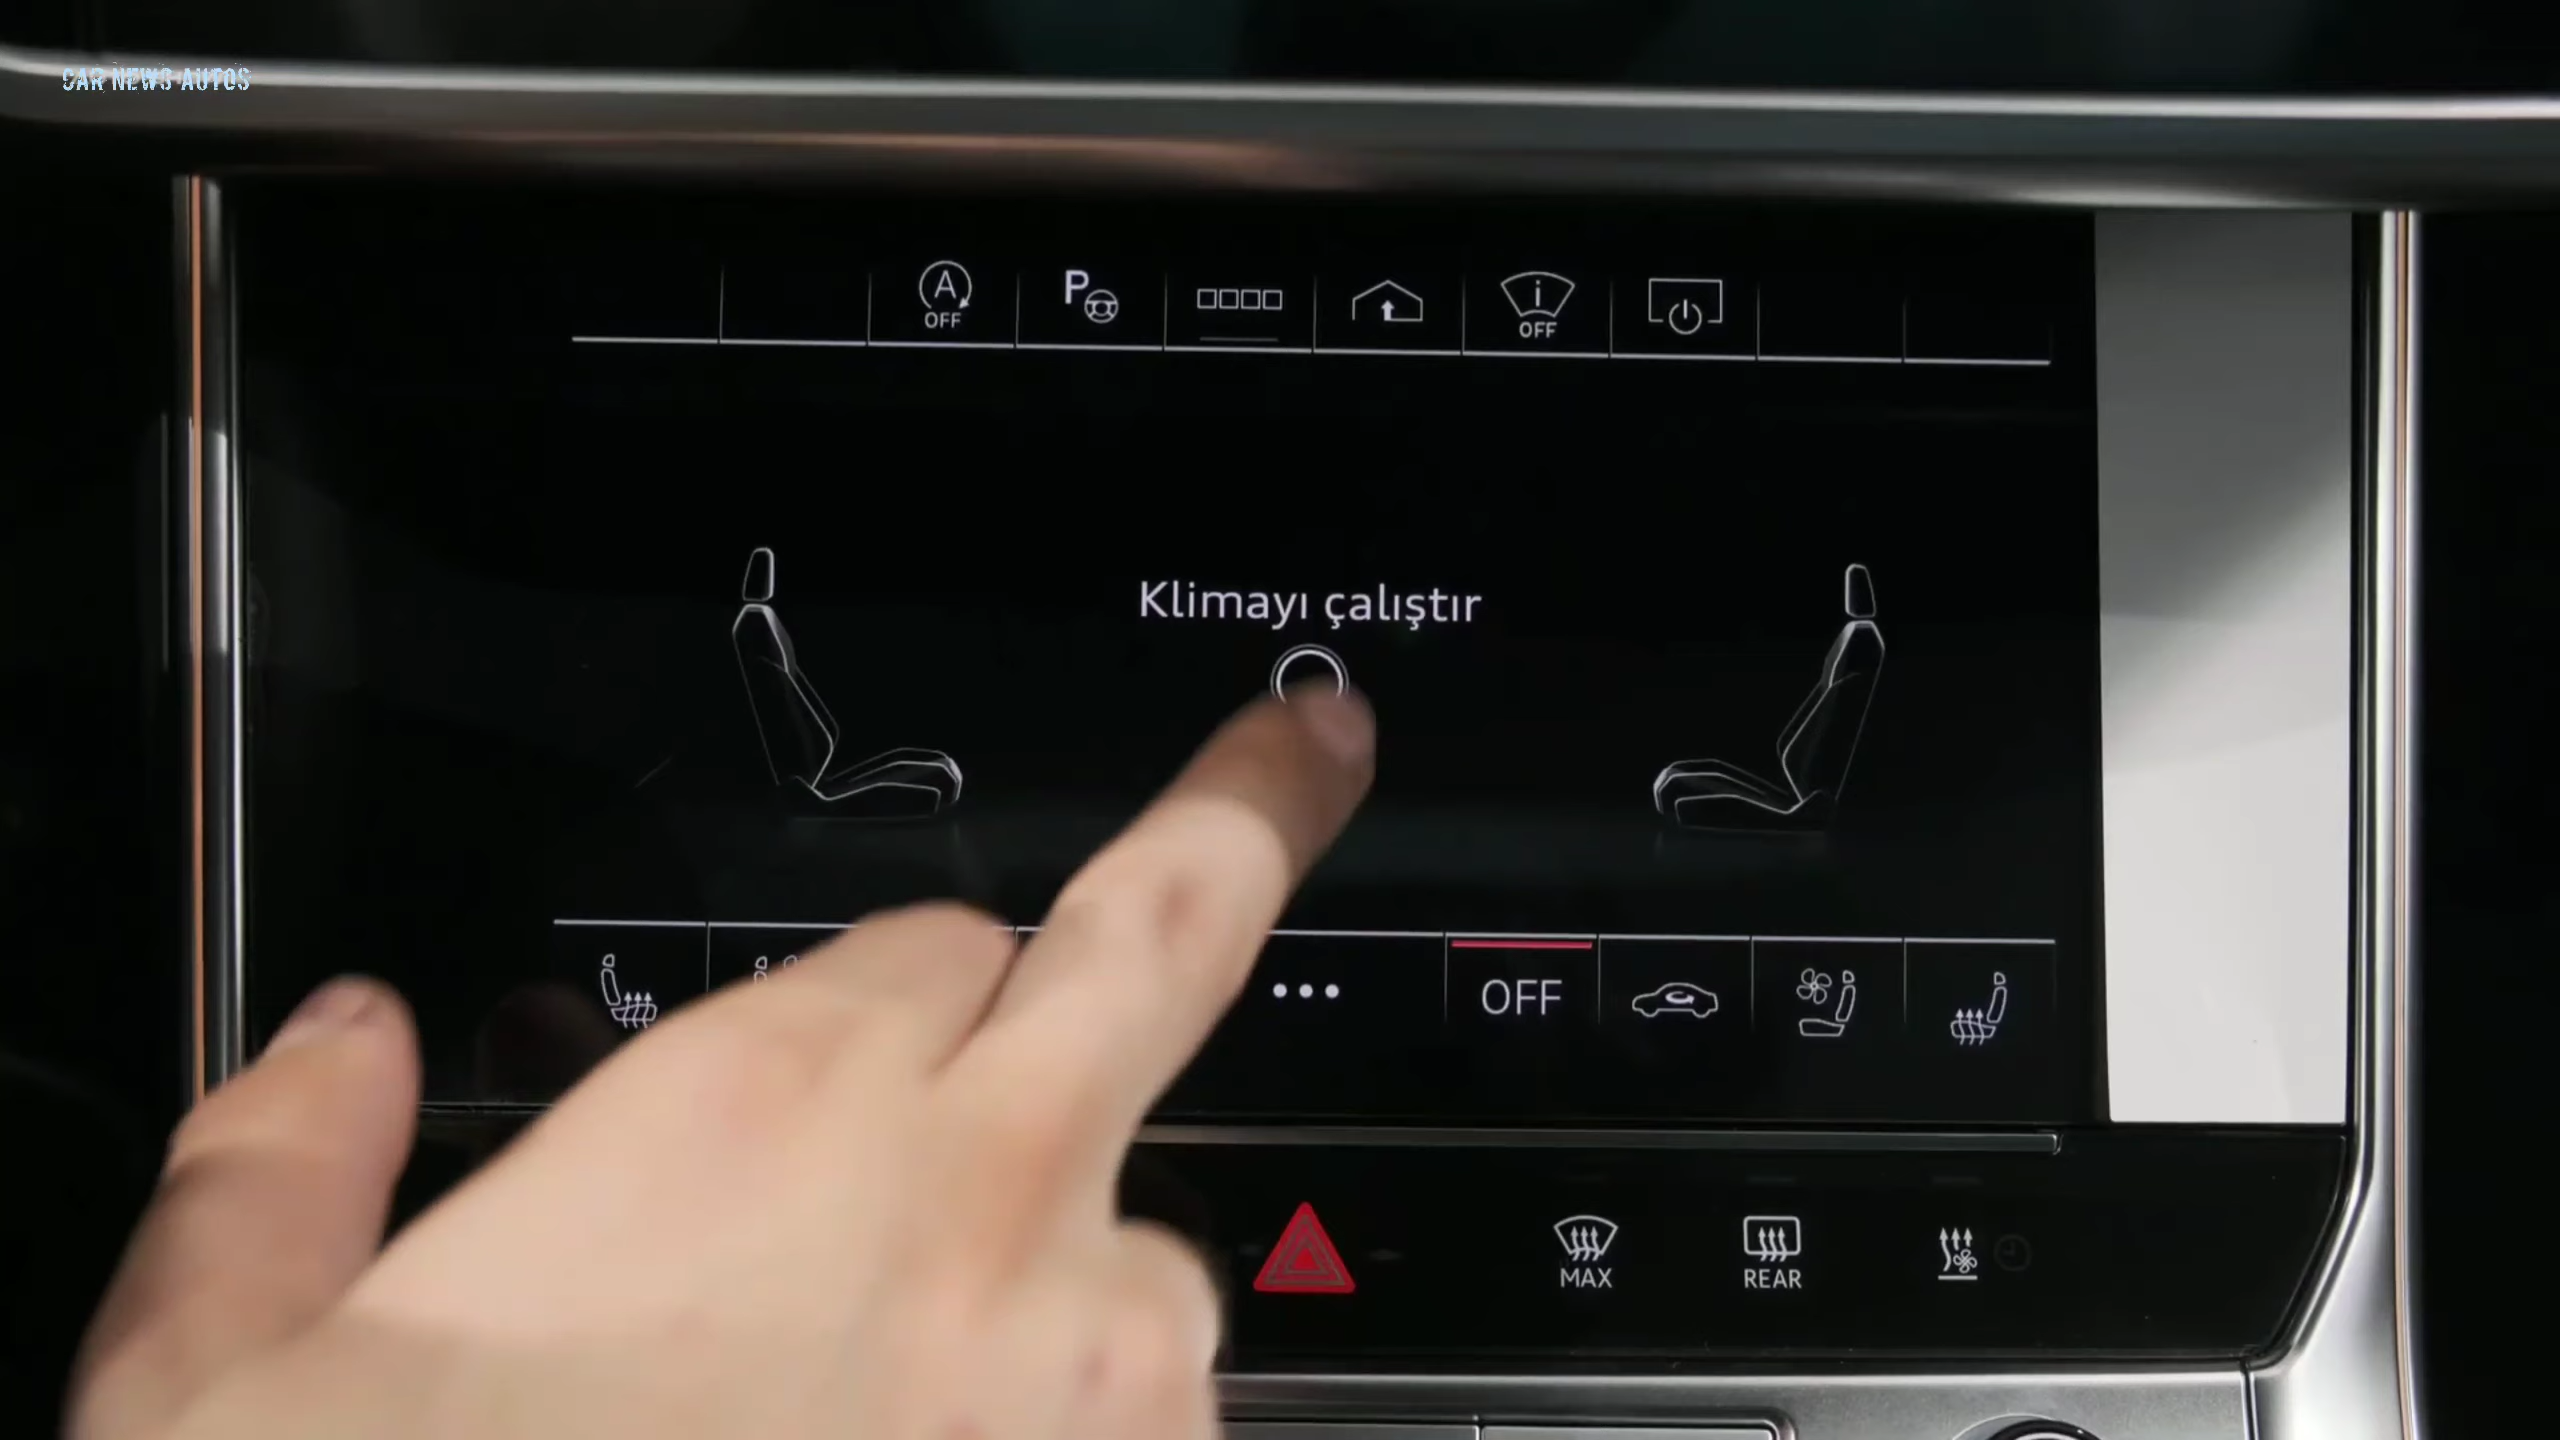 CAR NEWS AUTOS
A
OFF
P
i
OFF
Klimayı çalıştır
OFF
MAX
REAR